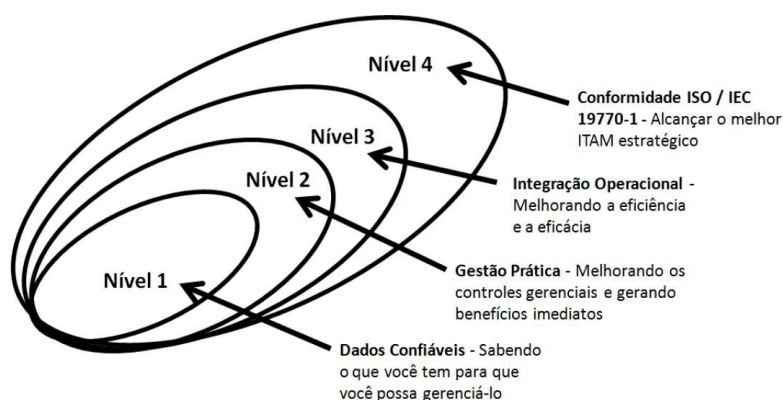 Nível 4
Conformidade ISO / IEC
19770-1 - Alcançar o melhor
ITAM estratégico
Nível 3
Integração Operacional -
Melhorando a eficiência
e a eficácia
Nível 2
Gestão Prática - Melhorando os
controles gerenciais e gerando
benefícios imediatos
Nível 1
Dados Confiáveis - Sabendo
o que você tem para que
você possa gerenciá-lo